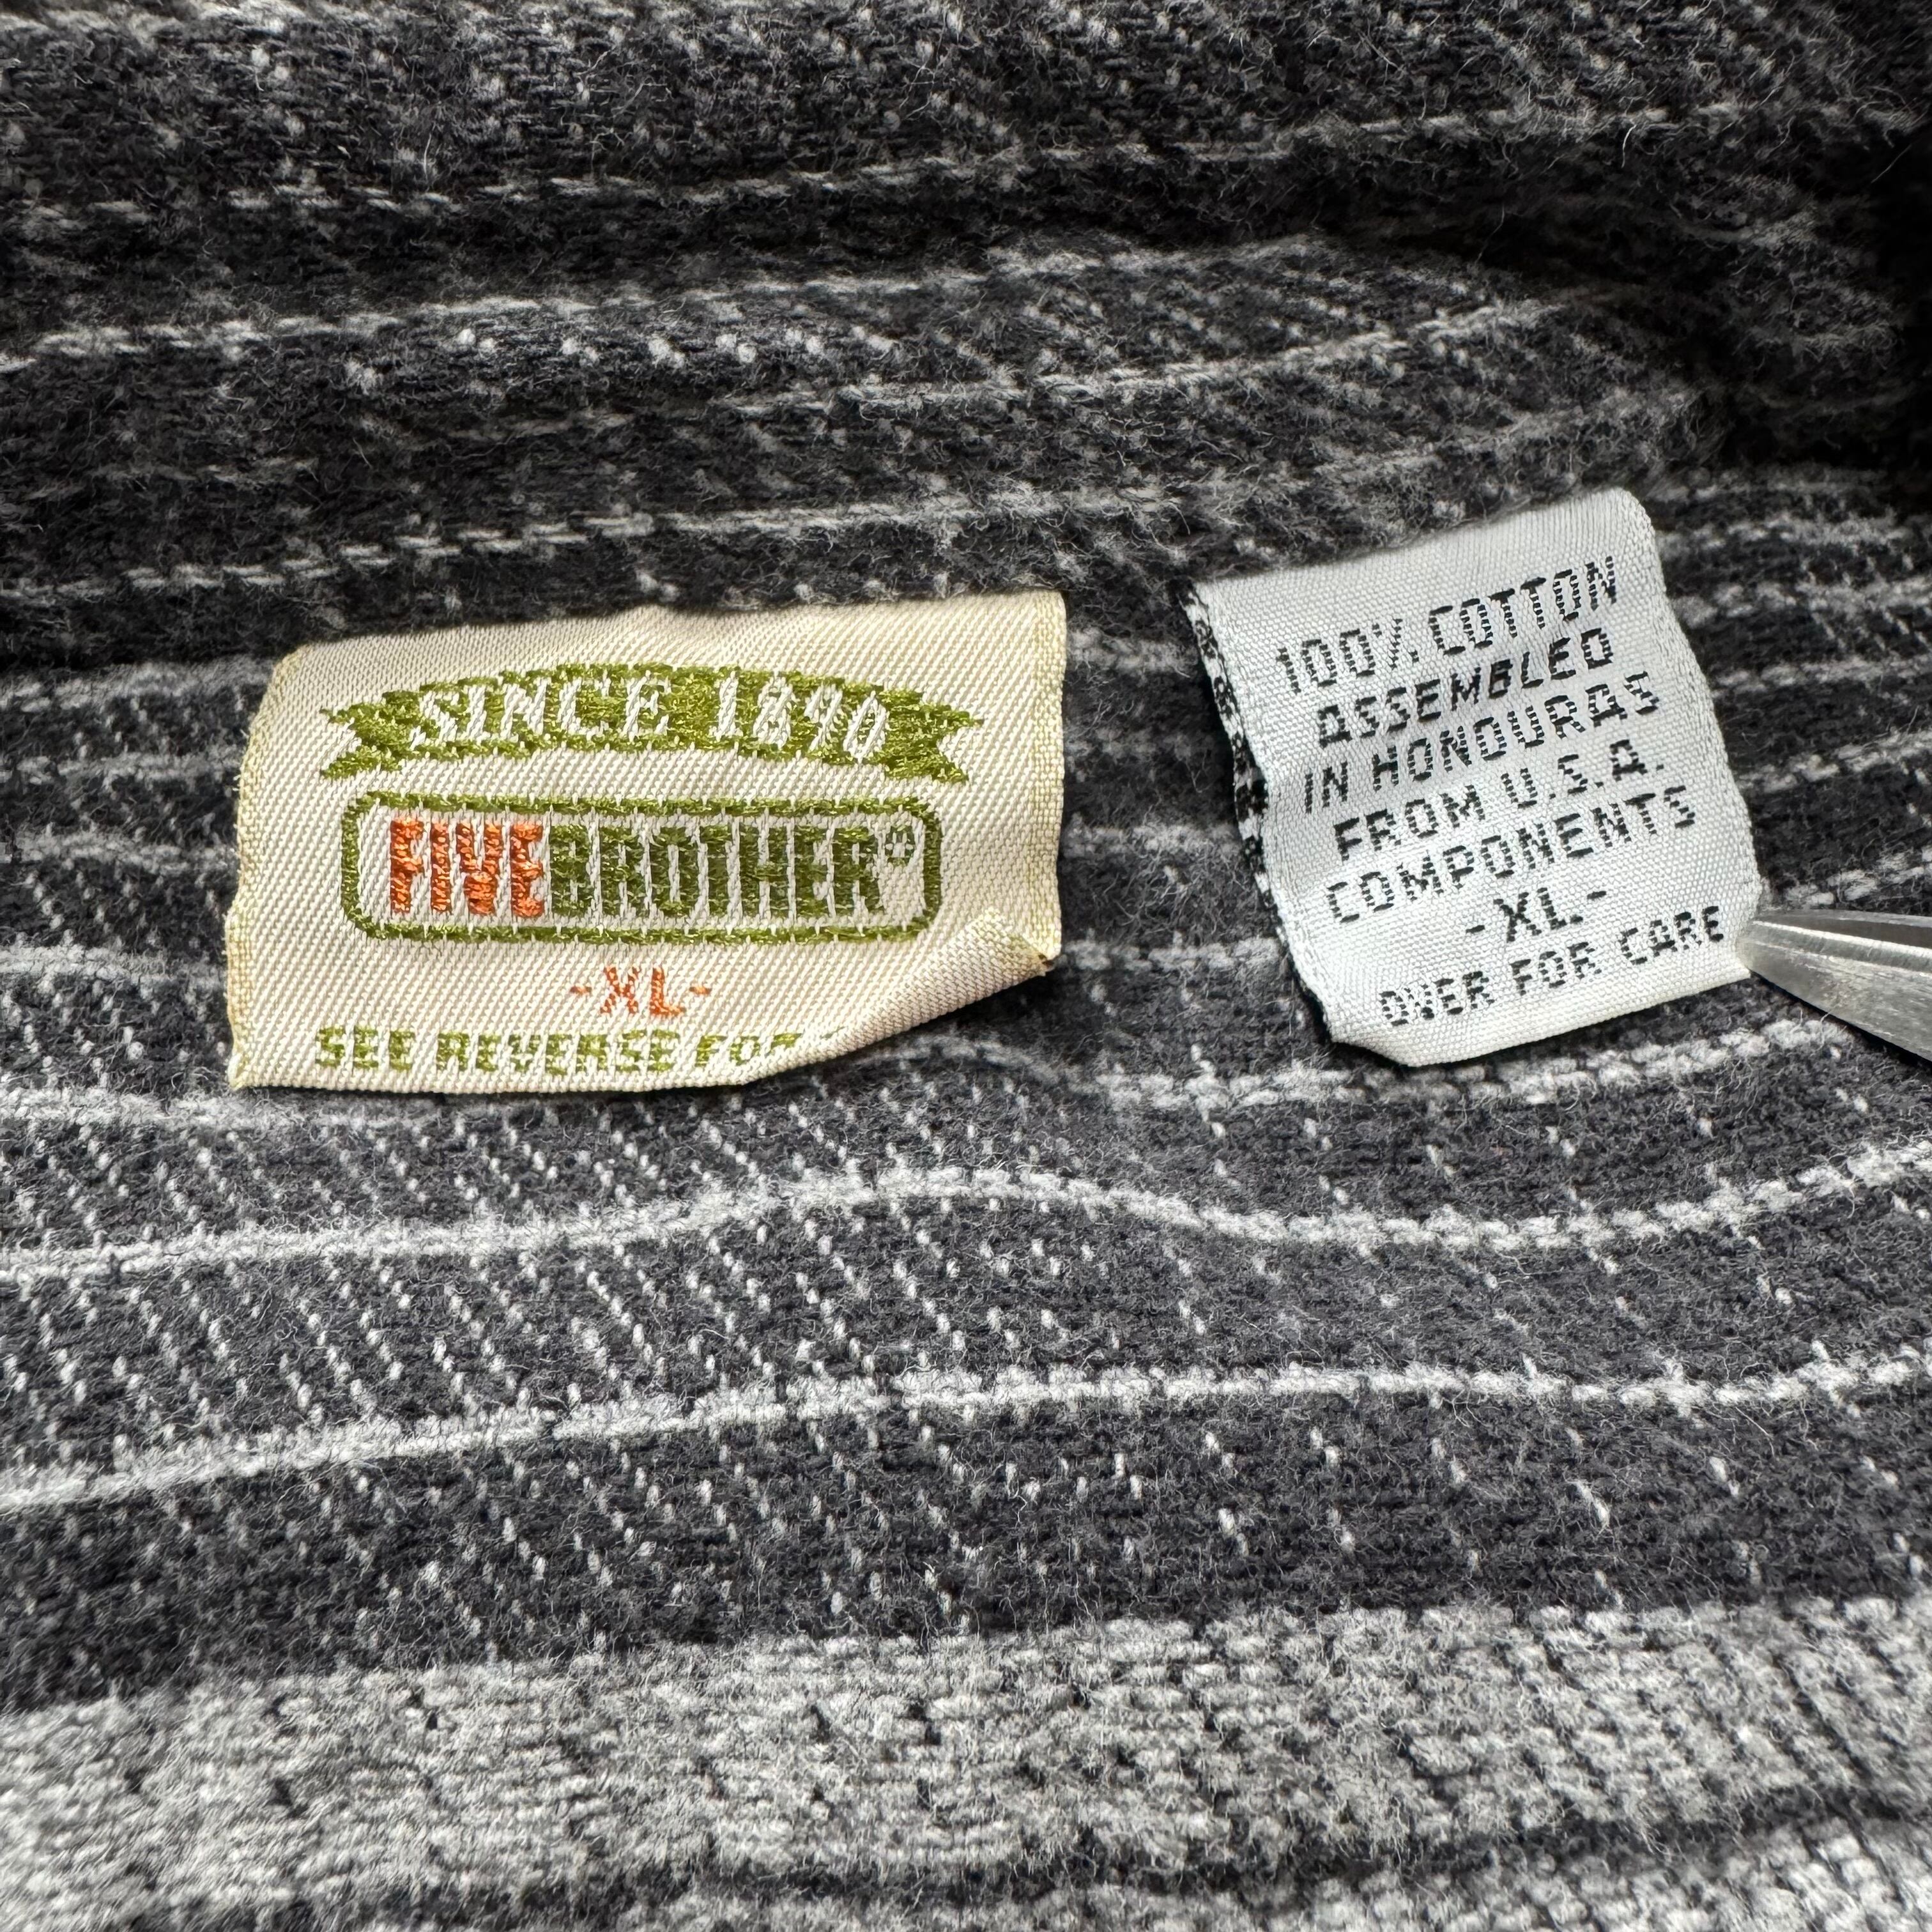 SINCE 1890
FIVEBROTHER®
-XL-
SEE REVERSE FOR
100% COTTON
ASSEMBLED
IN HONDURAS
FROM U.S.A.
COMPONENTS
-XL-
OVER FOR CARE